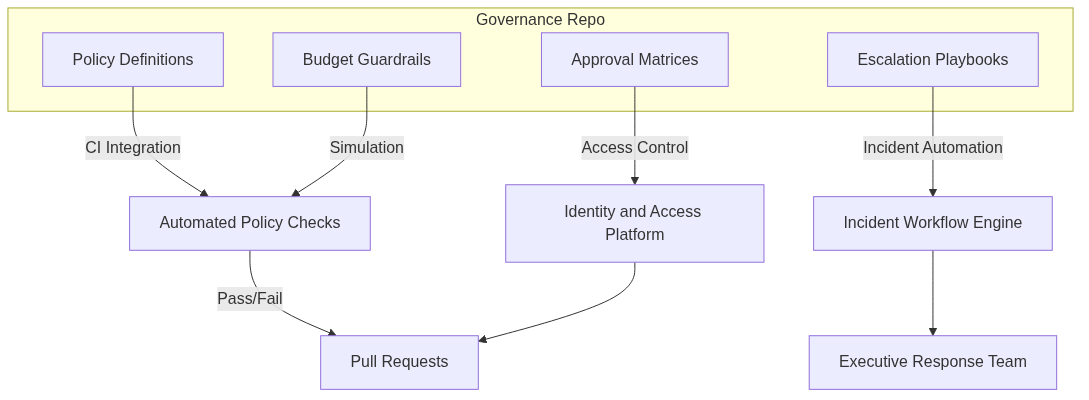 Governance Repo
Policy Definitions
Budget Guardrails
Approval Matrices
Escalation Playbooks
CI Integration
Simulation
Access Control
Incident Automation
Automated Policy Checks
Identity and Access
Platform
Incident Workflow Engine
Pass/Fail
Pull Requests
Executive Response Team